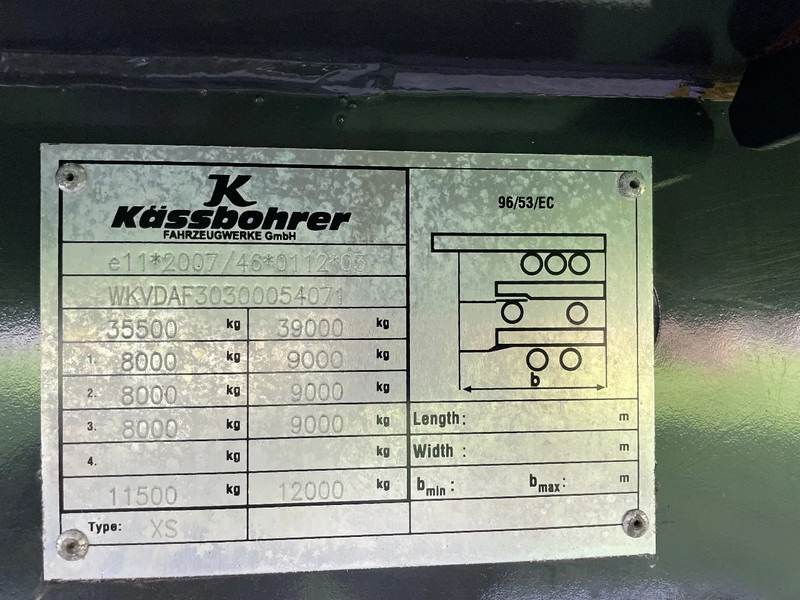 K
Kässbohrer
FAHRZEUGWERKE GmbH
e11*2007/46*0112*03
WKVDAF30300054071
35500 kg 39000 kg
1. 8000 kg 9000 kg
2. 8000 kg 9000 kg
3. 8000 kg 9000 kg
4. kg kg
11500 kg 12000 kg
Type: XS
96/53/EC
b
Length: m
Width : m
bmin : bmax: m